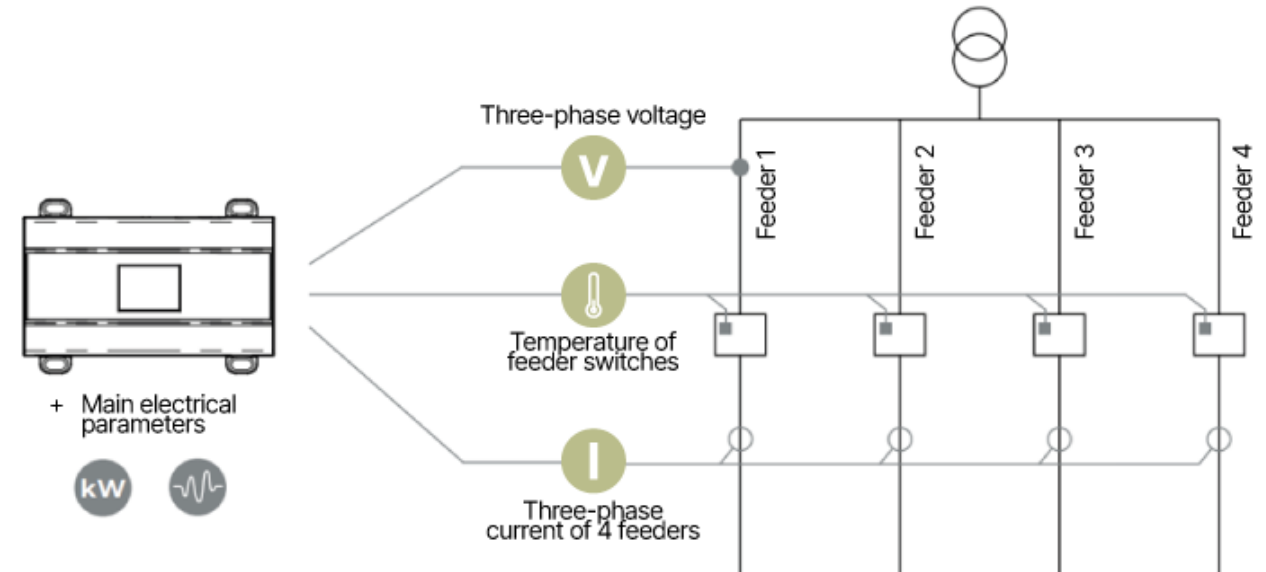 Three-phase voltage
V
Feeder 1
Feeder 2
Feeder 3
Feeder 4
Temperature of
feeder switches
+ Main electrical
parameters
kW
I
Three-phase
current of 4 feeders